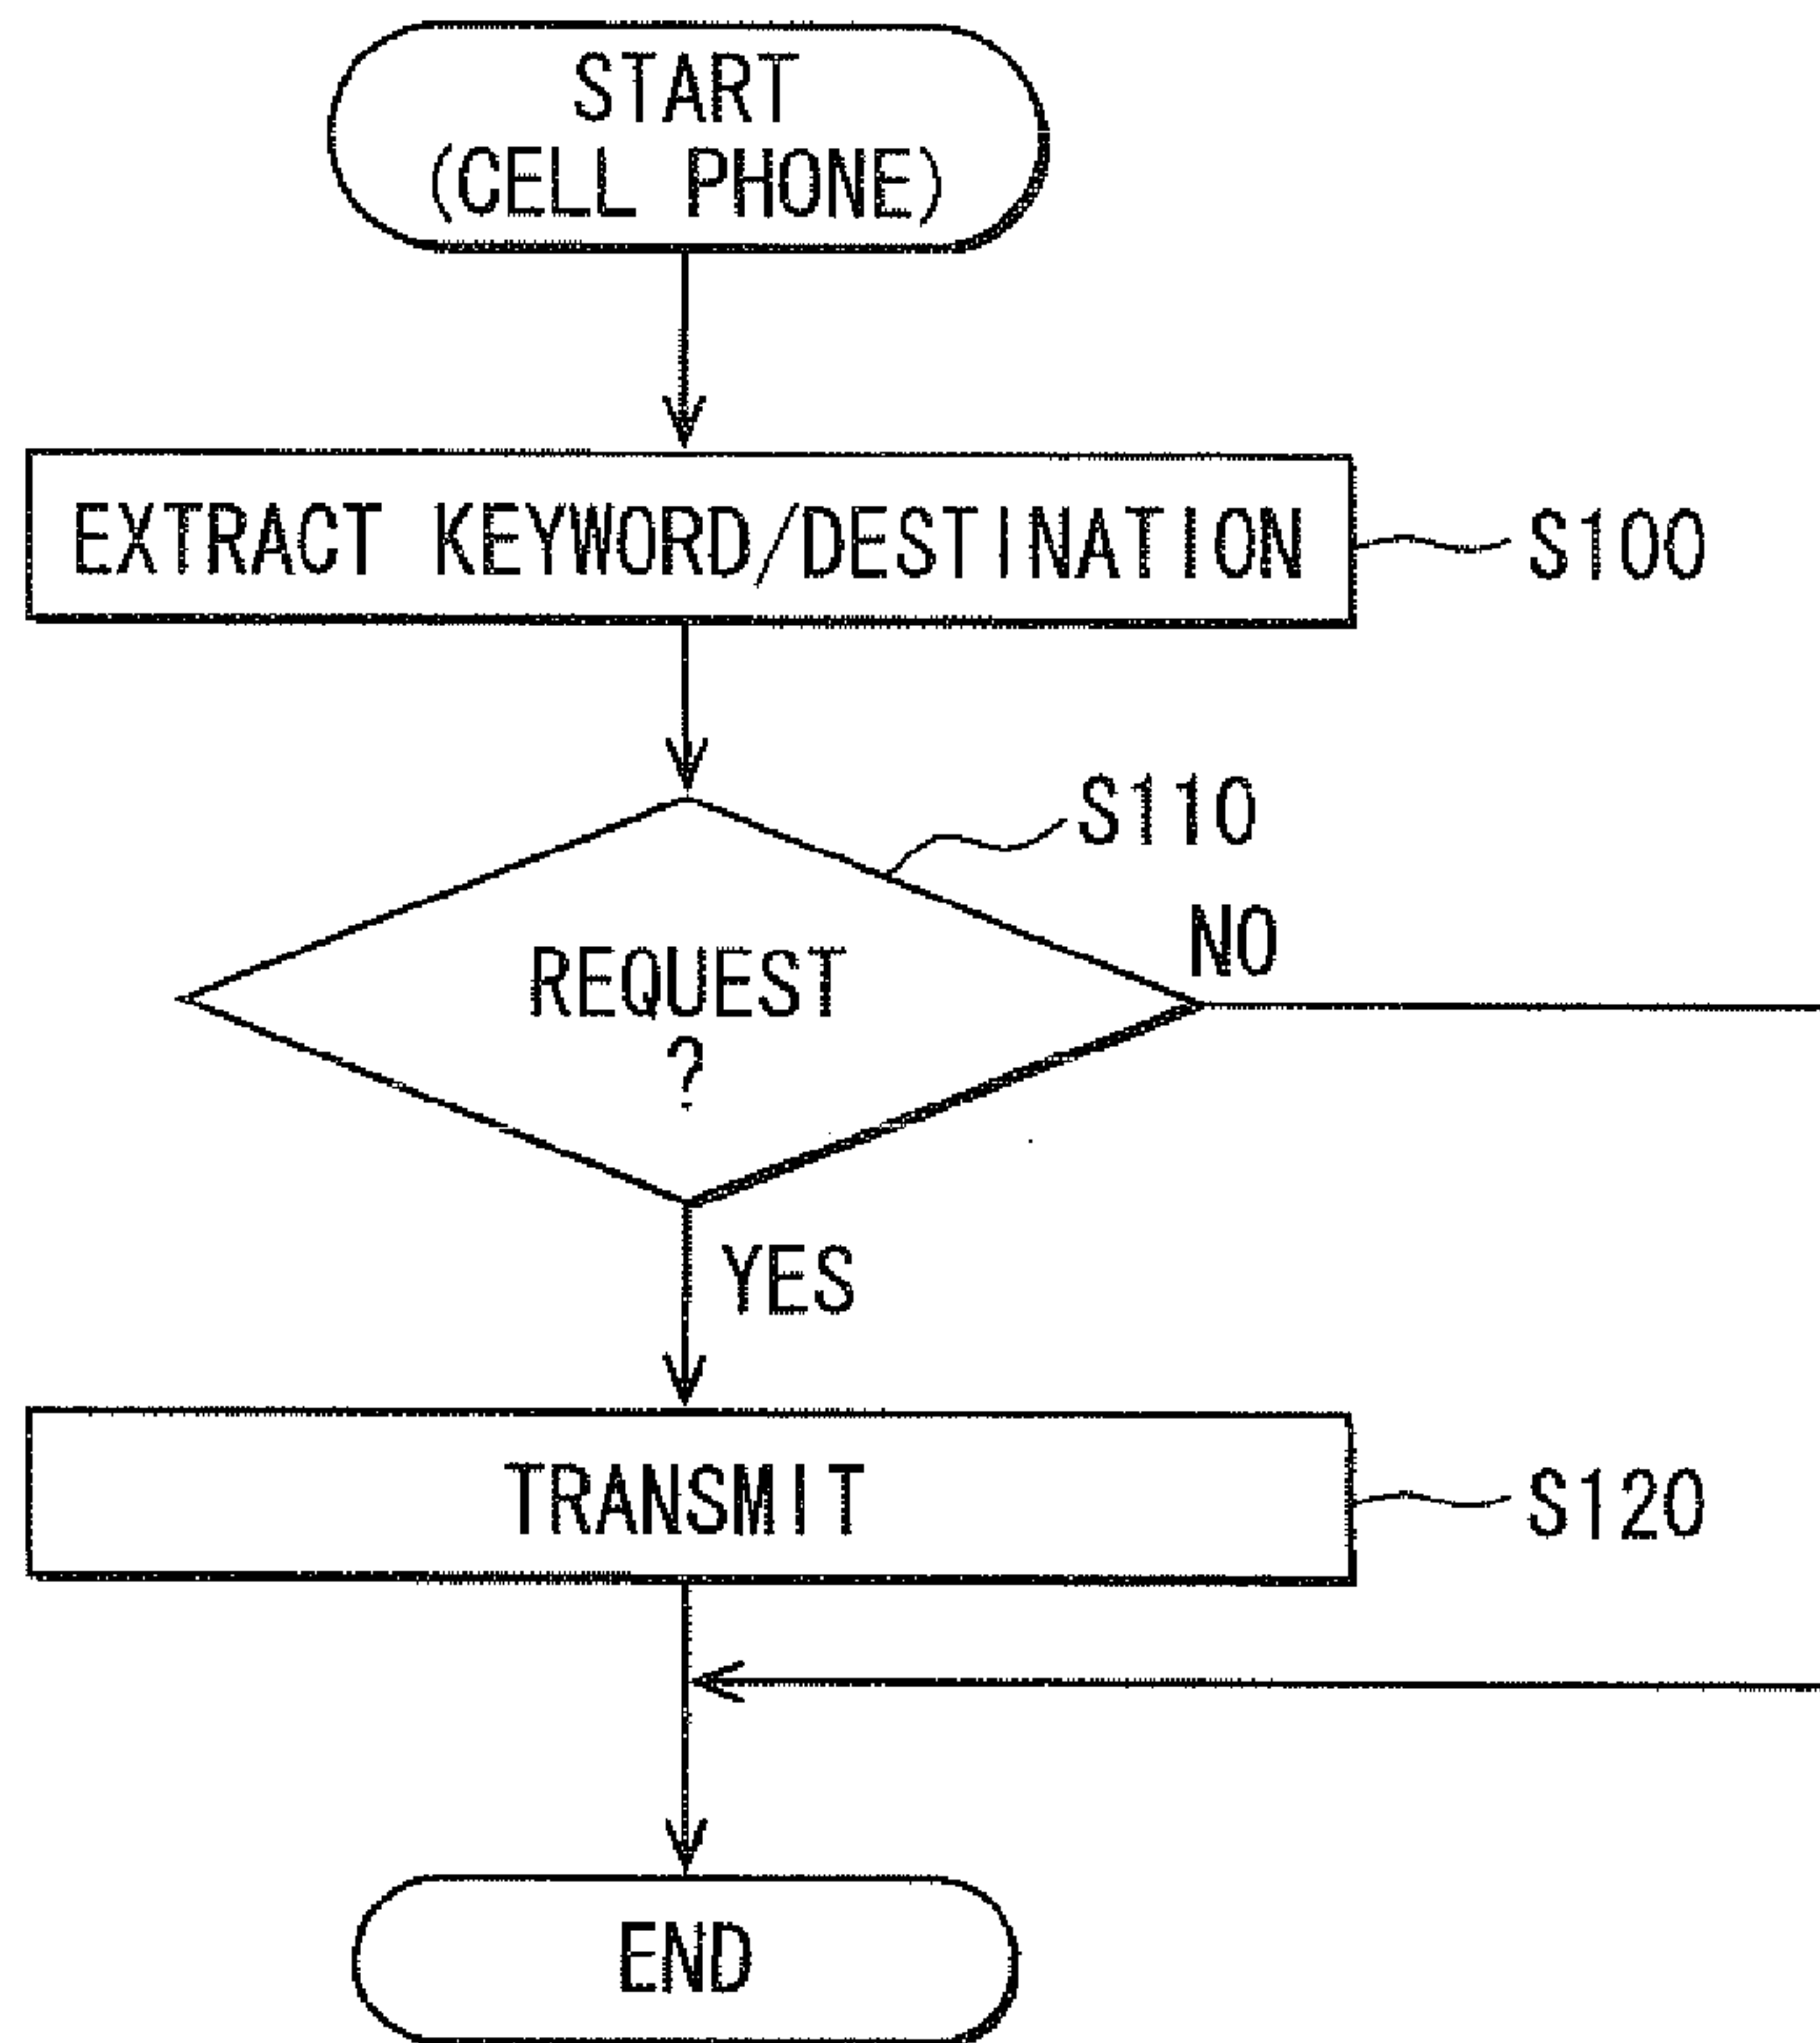 START
(CELL PHONE)
EXTRACT KEYWORD/DESTINATION
S100
S110
NO
REQUEST
?
YES
TRANSMIT
S120
END